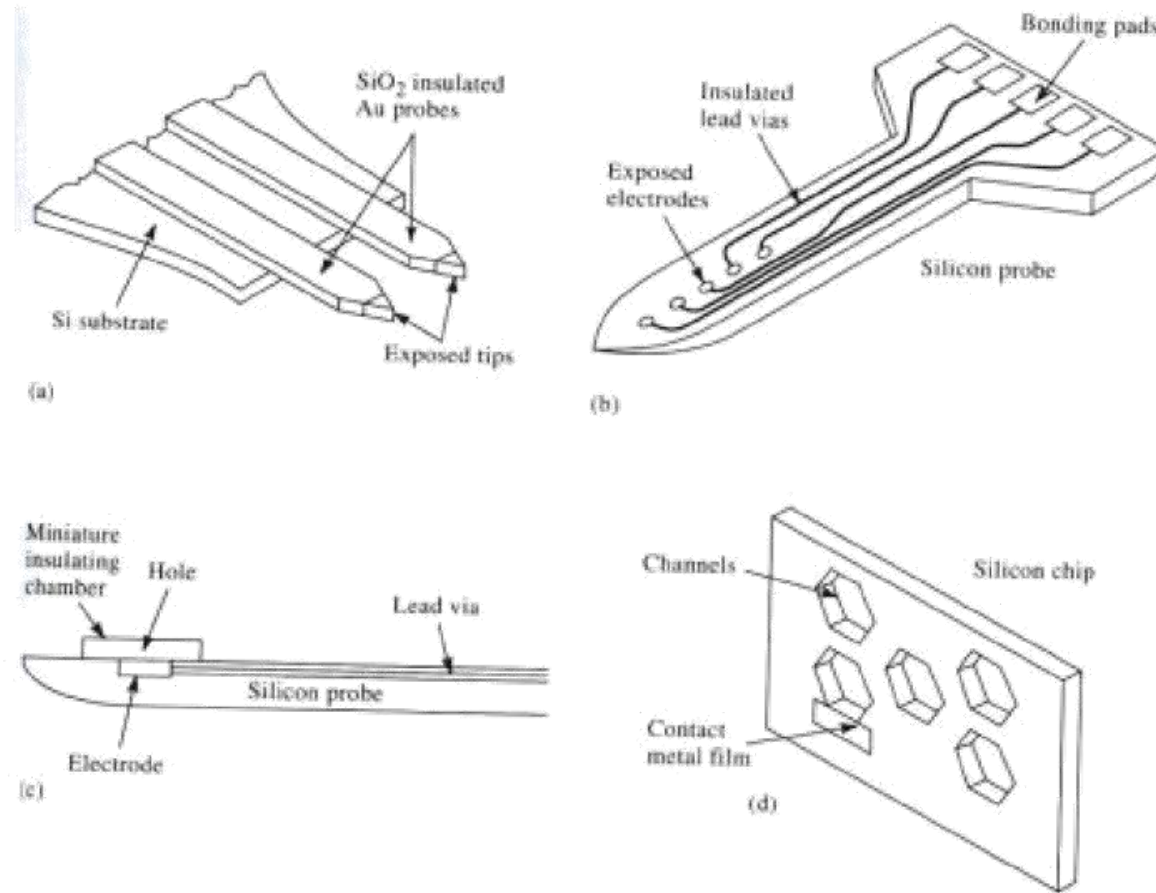 SiO2 insulated
Au probes
Si substrate
Exposed tips
(a)
Bonding pads
Insulated
lead vias
Exposed
electrodes
Silicon probe
(b)
Miniature
insulating
chamber
Hole
Lead via
Silicon probe
Electrode
(c)
Channels
Silicon chip
Contact
metal film
(d)